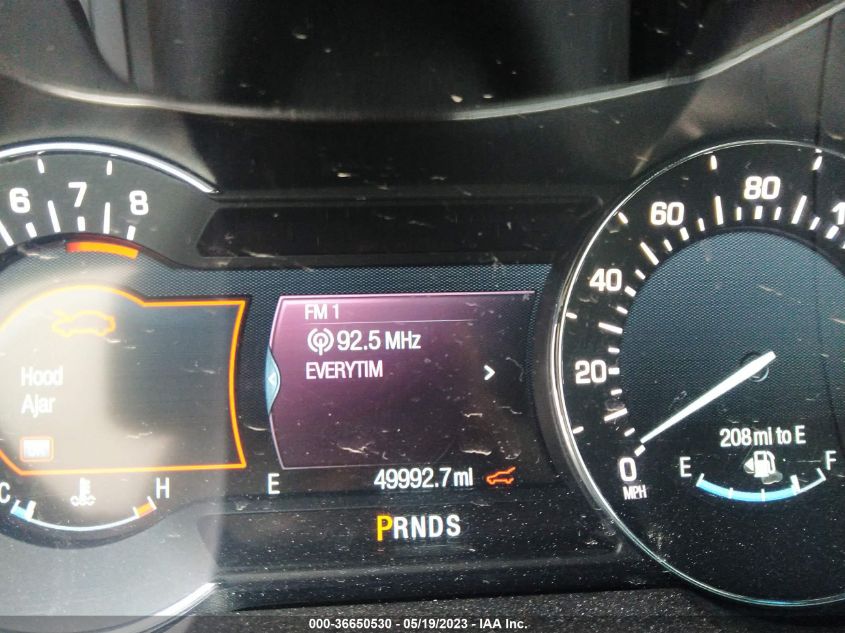 6 7 8
Hood
Ajar
OK
C H
FM 1
92.5 MHz
EVERYTIM
>
E 49992.7 mi
PRNDS
0 20 40 60 80
MPH
208 mi to E
E F
000-36650530 - 05/19/2023 - IAA Inc.